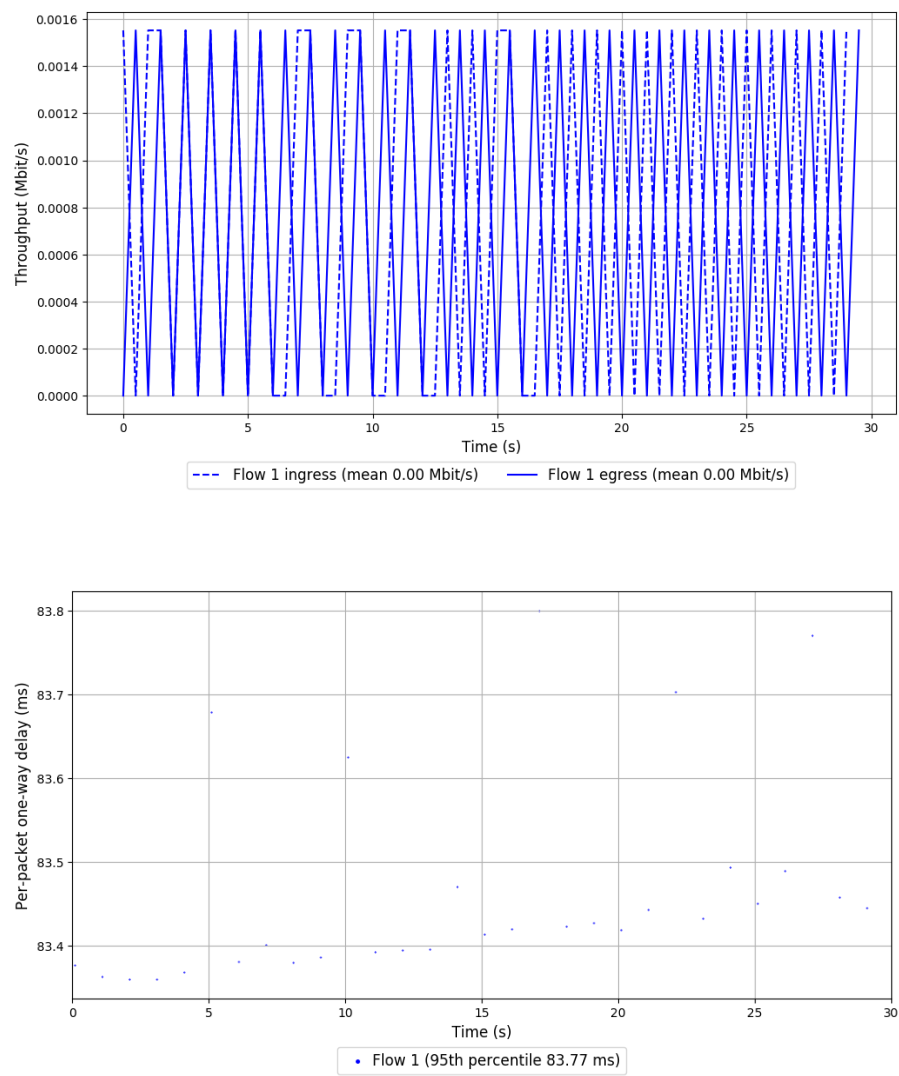 0.0016
0.0014
0.0012
0.0010
0.0008
0.0006
0.0004
0.0002
0.0000
Throughput (Mbit/s)
0 5 10 15 20 25 30
Time (s)
Flow 1 ingress (mean 0.00 Mbit/s) Flow 1 egress (mean 0.00 Mbit/s)
83.8
83.7
83.6
83.5
83.4
Per-packet one-way delay (ms)
0 5 10 15 20 25 30
Time (s)
Flow 1 (95th percentile 83.77 ms)